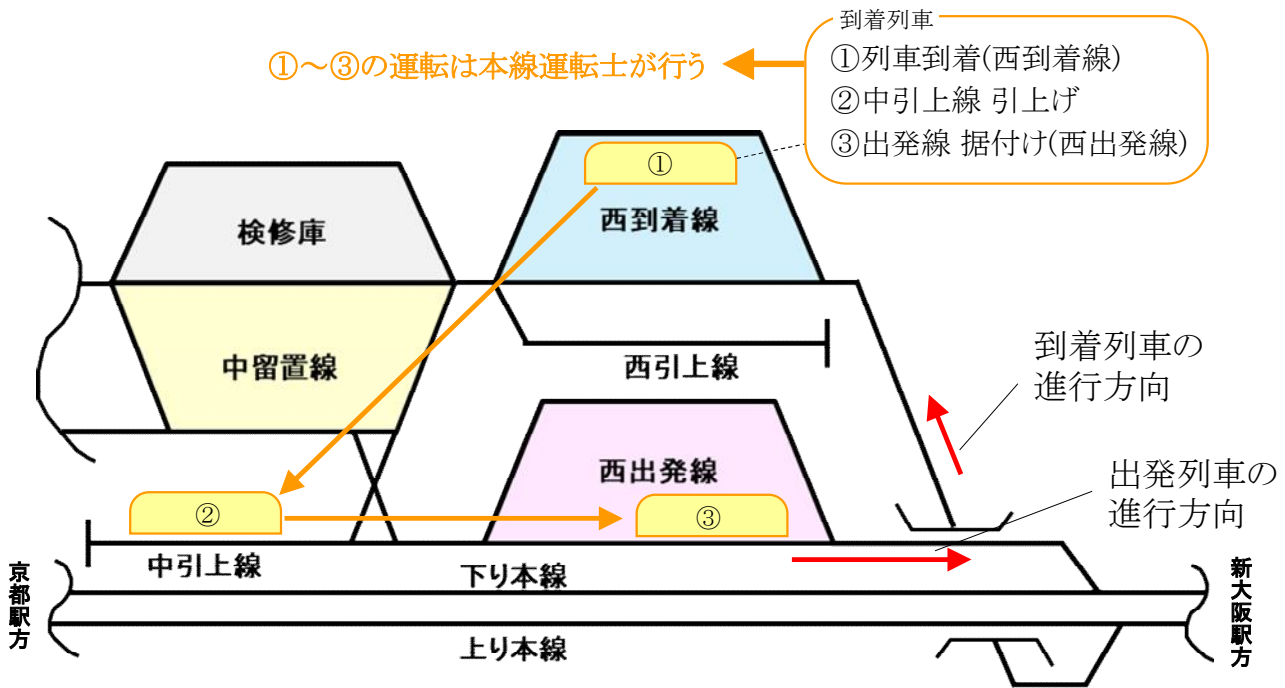 到着列車
①列車到着(西到着線)
②中引上線 引上げ
③出発線 据付け(西出発線)
①～③の運転は本線運転士が行う
①
検修庫
西到着線
中留置線
西引上線
到着列車の
進行方向
西出発線
出発列車の
進行方向
②
③
中引上線
下り本線
上り本線
京都駅方
新大阪駅方